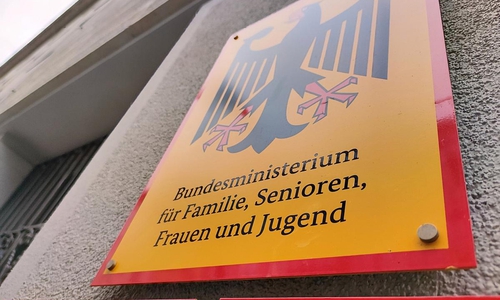 Bundesministerium
für Familie, Senioren,
Frauen und Jugend